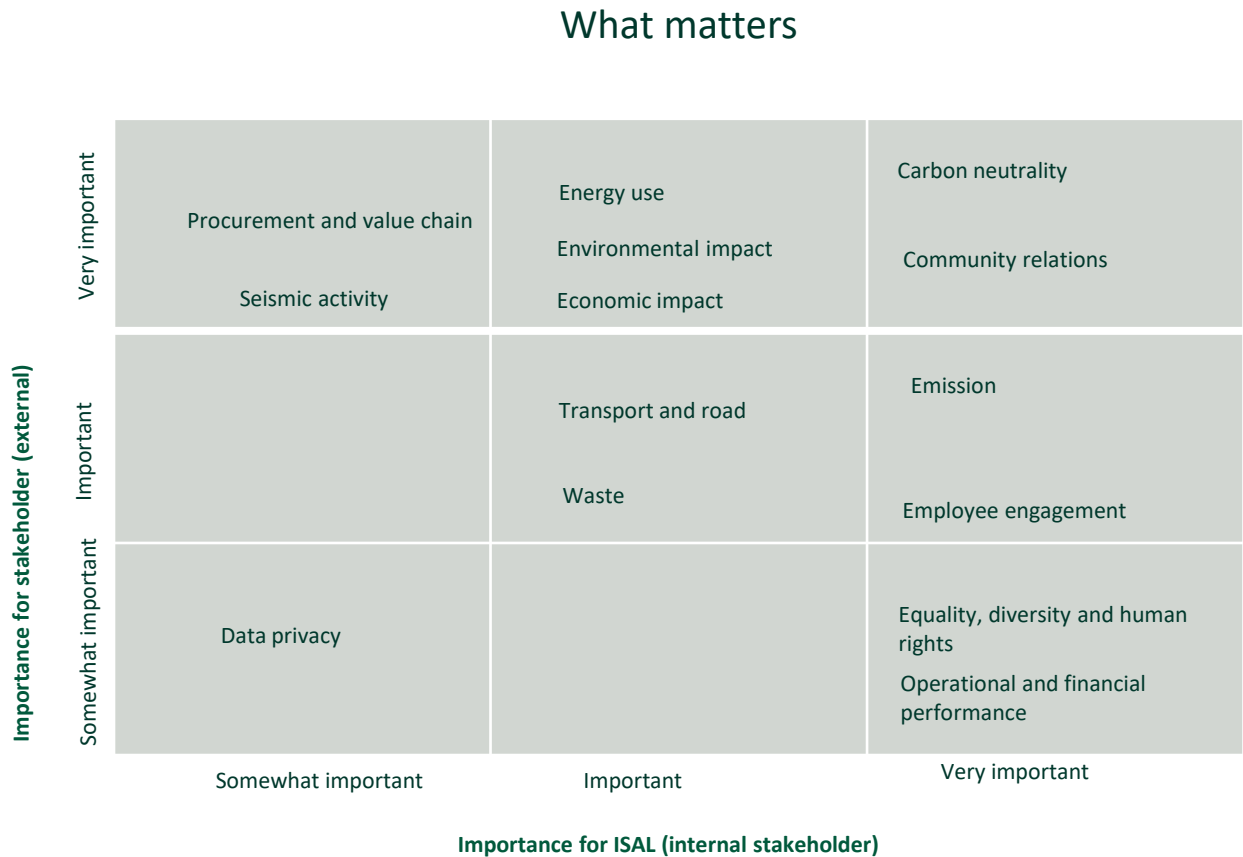 What matters
Very important
Procurement and value chain
Seismic activity
Energy use
Environmental impact
Economic impact
Carbon neutrality
Community relations
Importance for stakeholder (external)
Important
Transport and road
Waste
Emission
Employee engagement
Somewhat important
Data privacy
Equality, diversity and human
rights
Operational and financial
performance
Somewhat important
Important
Very important
Importance for ISAL (internal stakeholder)